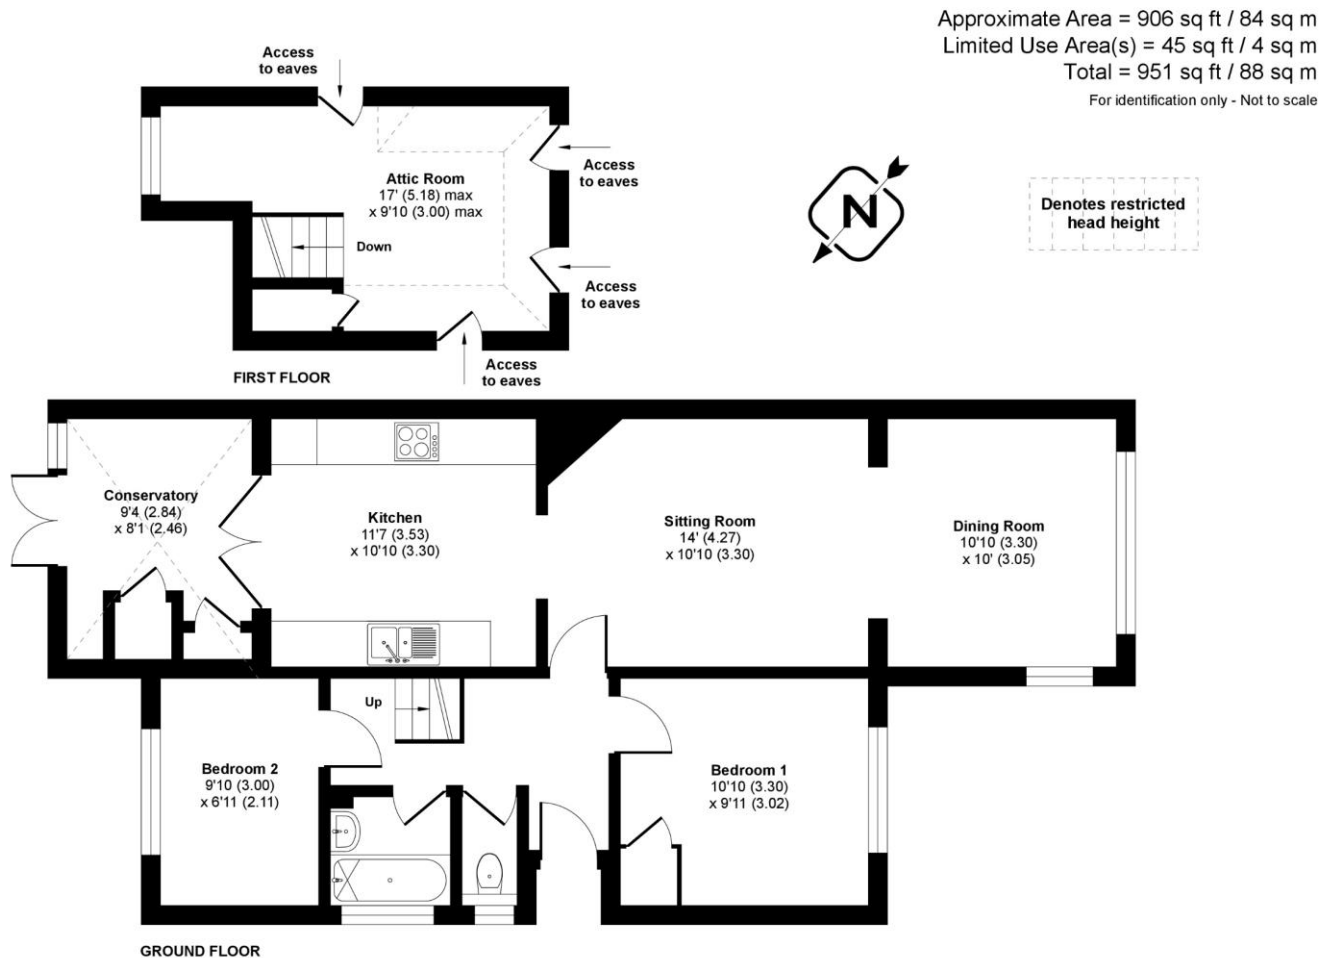 Approximate Area = 906 sq ft / 84 sq m
Limited Use Area(s) = 45 sq ft / 4 sq m
Total = 951 sq ft / 88 sq m
For identification only - Not to scale
Access
to eaves
Access
to eaves
Attic Room
17' (5.18) max
x 9'10 (3.00) max
N
Denotes restricted
head height
Down
Access
to eaves
Access
to eaves
FIRST FLOOR
Conservatory
9'4 (2.84)
x 8'1 (2.46)
Kitchen
11'7 (3.53)
x 10'10 (3.30)
Sitting Room
14' (4.27)
x 10'10 (3.30)
Dining Room
10'10 (3.30)
x 10' (3.05)
Up
Bedroom 2
9'10 (3.00)
x 6'11 (2.11)
Bedroom 1
10'10 (3.30)
x 9'11 (3.02)
GROUND FLOOR